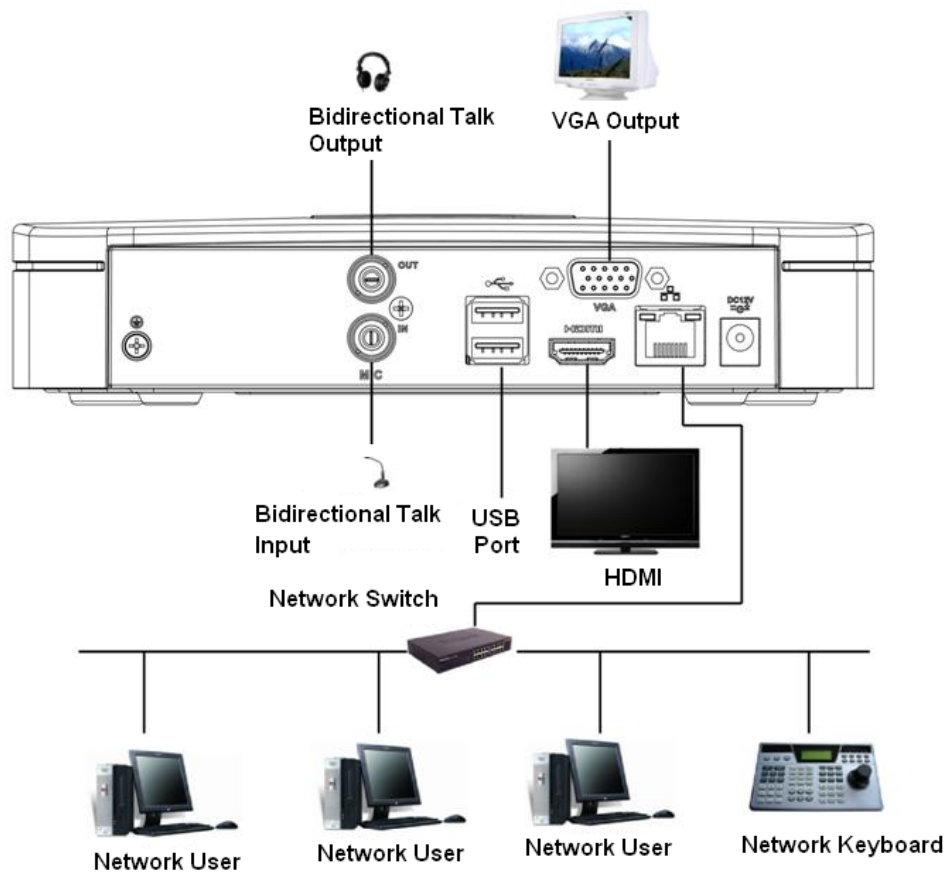 Bidirectional Talk
Output
VGA Output
OUT
IN
MIC
VGA
HDMI
DC12V
Bidirectional Talk
Input
USB
Port
HDMI
Network Switch
Network User
Network User
Network User
Network Keyboard